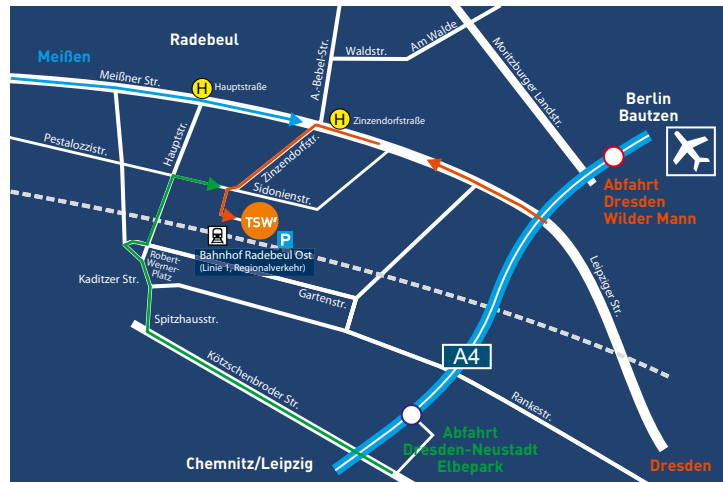 Radebeul
Meißen
Meißner Str.
H
Hauptstraße
A.-Bebel-Str.
Waldstr.
Am Walde
Moritzburger Landstr.
H
Zinzendorfstraße
Berlin
Bautzen
Abfahrt
Dresden
Wilder Mann
Pestalozzistr.
Hauptstr.
Zinzendorfstr.
Sidonienstr.
TSW'
P
Bahnhof Radebeul Ost
(Linie 1, Regionalverkehr)
Robert-
Werner-
Platz
Kaditzer Str.
Gartenstr.
Leipziger Str.
Spitzhausstr.
A4
Kötzschenbroder Str.
Rankestr.
Abfahrt
Dresden-Neustadt
Elbepark
Chemnitz/Leipzig
Dresden